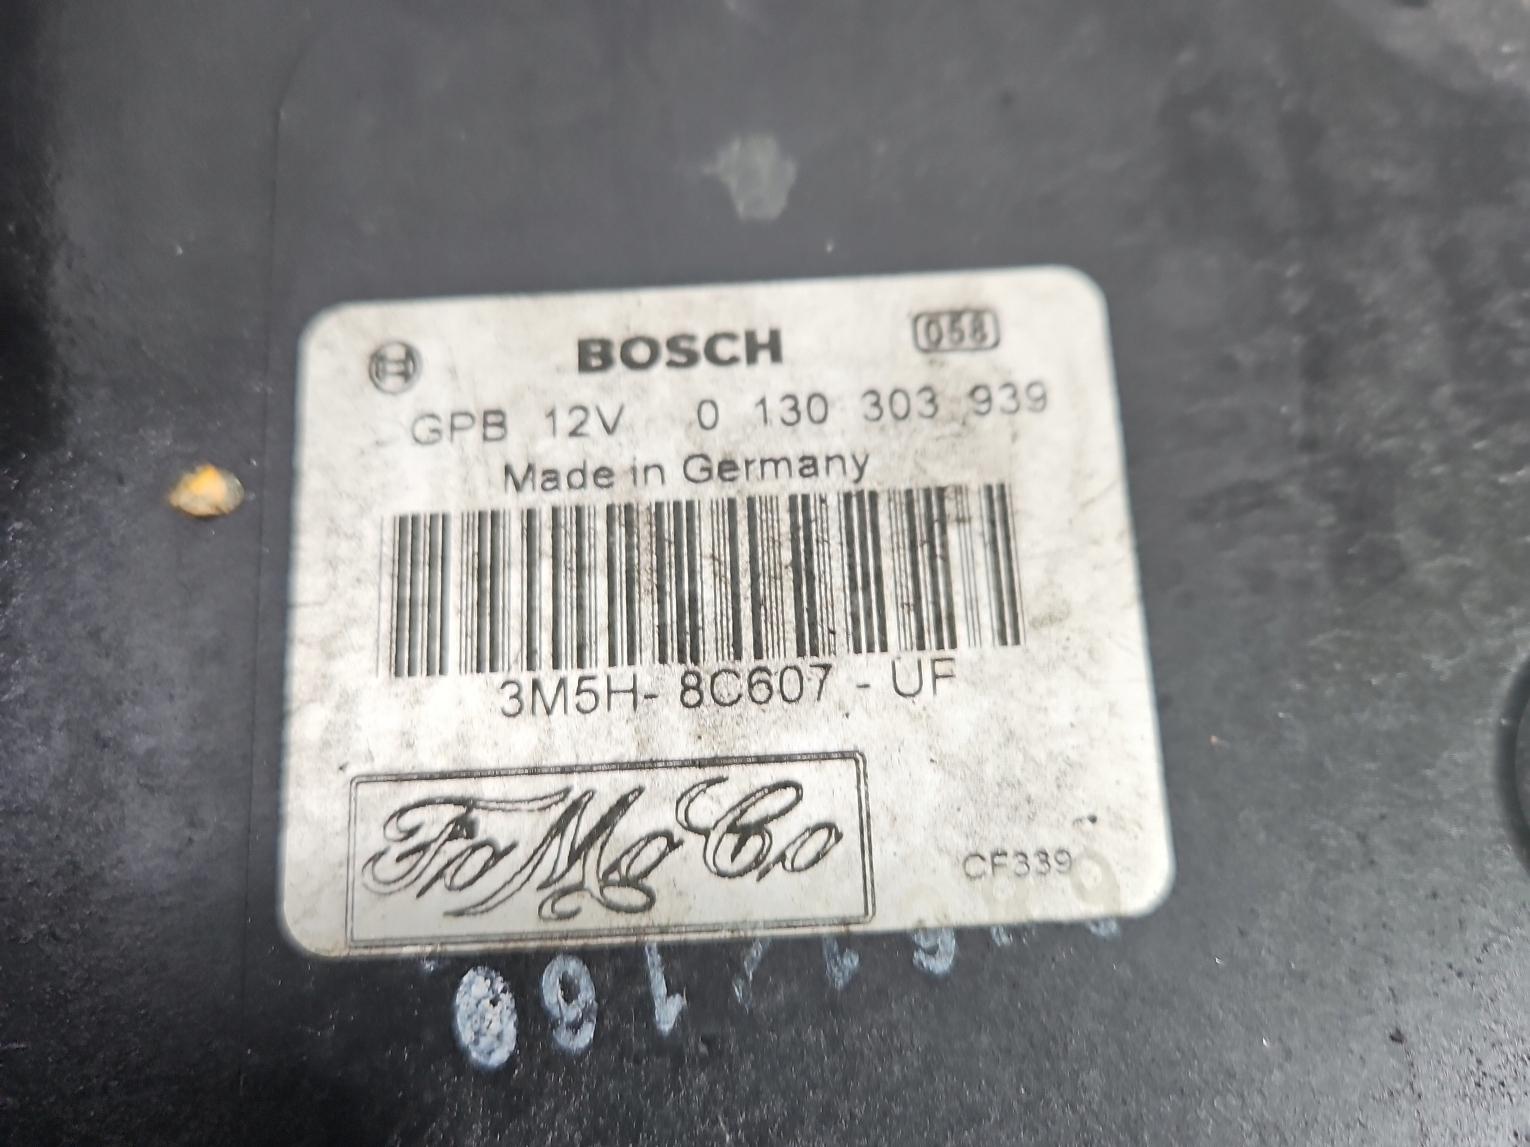 BOSCH 058
GPB 12V 0 130 303 939
Made in Germany
3M5H- 8C607 - UF
FoMoCo
CF339